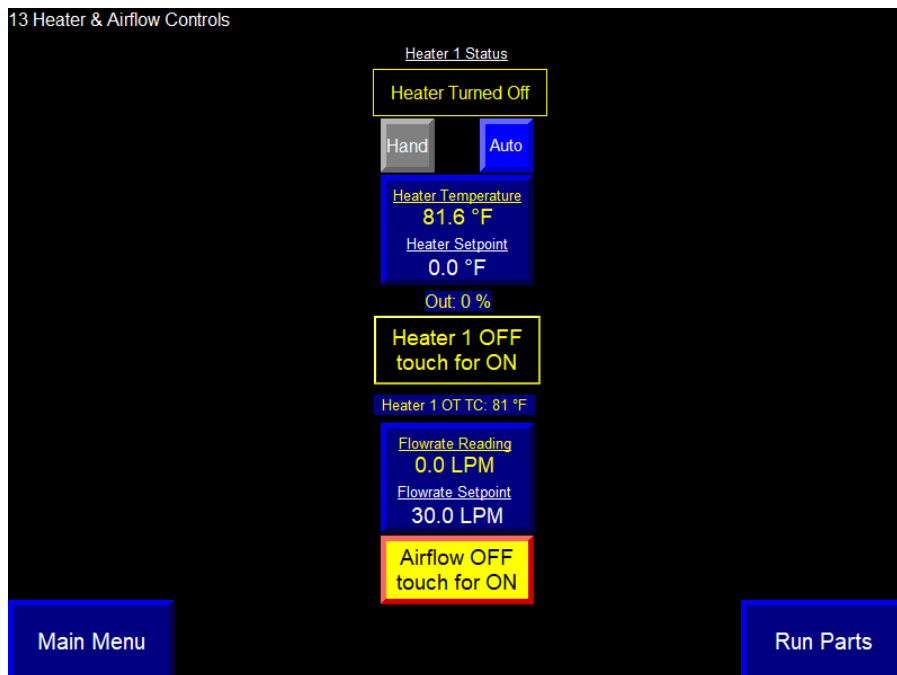 13 Heater & Airflow Controls
Heater 1 Status
Heater Turned Off
Hand
Auto
Heater Temperature
81.6 °F
Heater Setpoint
0.0 °F
Out: 0 %
Heater 1 OFF
touch for ON
Heater 1 OT TC: 81 °F
Flowrate Reading
0.0 LPM
Flowrate Setpoint
30.0 LPM
Airflow OFF
touch for ON
Main Menu
Run Parts